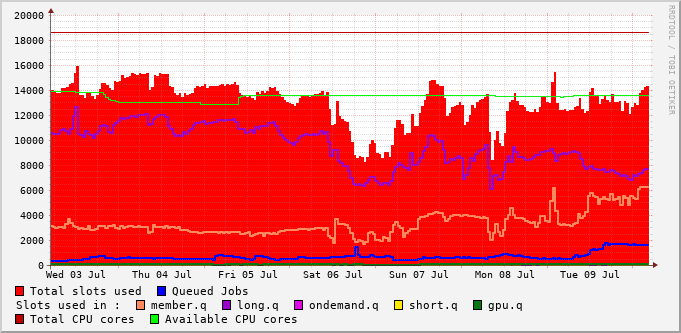 20000
18000
16000
14000
12000
10000
8000
6000
4000
2000
0
Wed 03 Jul Thu 04 Jul Fri 05 Jul Sat 06 Jul Sun 07 Jul Mon 08 Jul Tue 09 Jul
Total slots used Queued Jobs
Slots used in : member.q long.q ondemand.q short.q gpu.q
Total CPU cores Available CPU cores
RRDTOOL / TOBI OETIKER